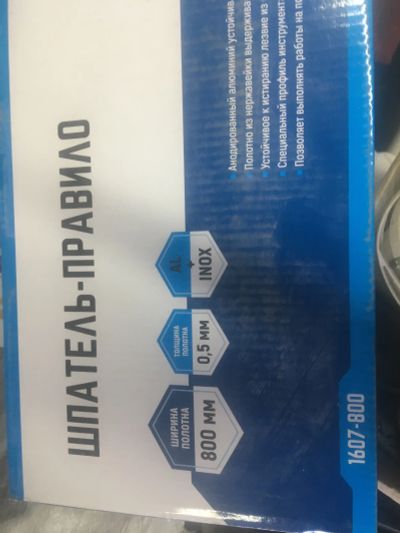 ШПАТЕЛЬ-ПРАВИЛО
ШИРИНА
ПОЛОТНА
800 ММ
ТОЛЩИНА
ПОЛОТНА
0,5 ММ
AL
+
INOX
Анодированный алюминий устойчив
Полотно из нержавейки выдержива
Устойчивое к истиранию лезвие из
Специальный профиль инструмент
Позволяет выполнять работы на по
1607-800